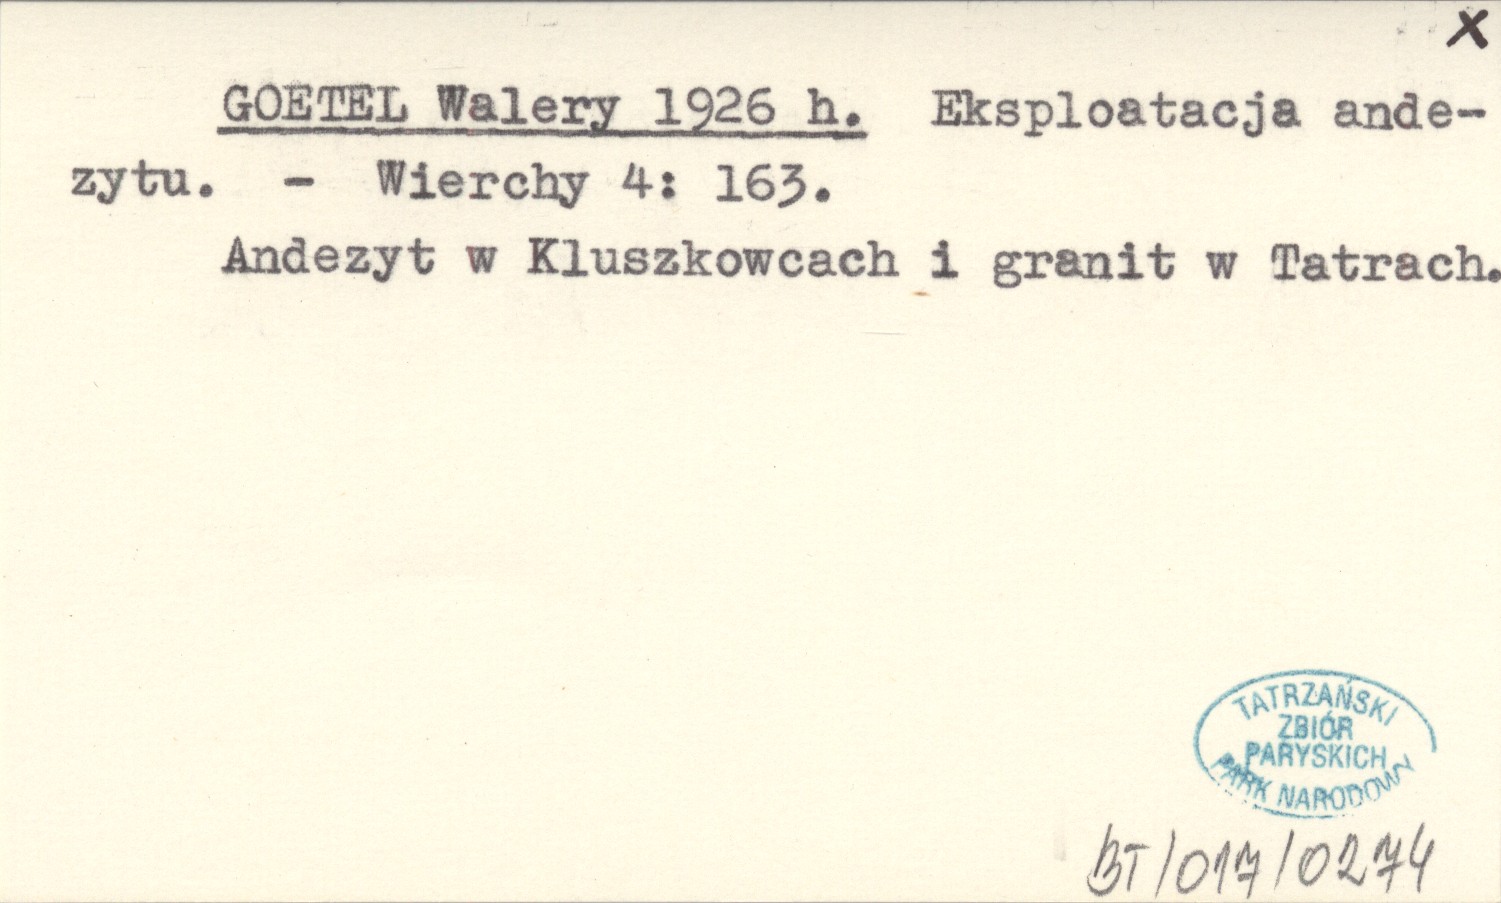 x
GOETEL Walery 1926 h. Eksploatacja ande-
zytu. - Wierchy 4: 163.
Andezyt w Kluszkowcach i granit w Tatrach.
TATRZAŃSKI
ZBIÓR
PARYSKICH
PARK NARODOWY
BT/017/0274